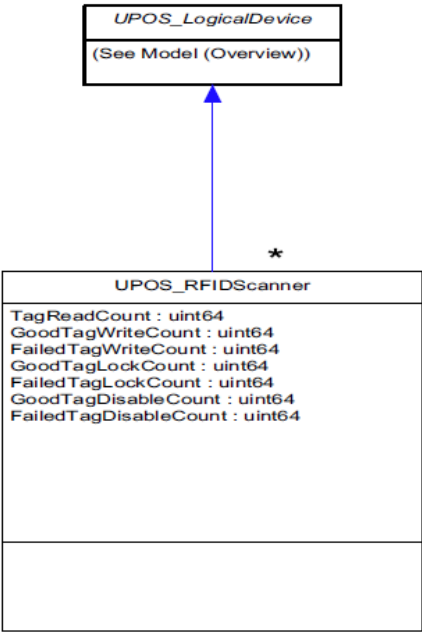 UPOS_LogicalDevice
(See Model (Overview))
*
UPOS_RFIDScanner
TagReadCount : uint64
GoodTagWriteCount : uint64
FailedTagWriteCount : uint64
GoodTagLockCount : uint64
FailedTagLockCount : uint64
GoodTagDisableCount : uint64
FailedTagDisableCount : uint64